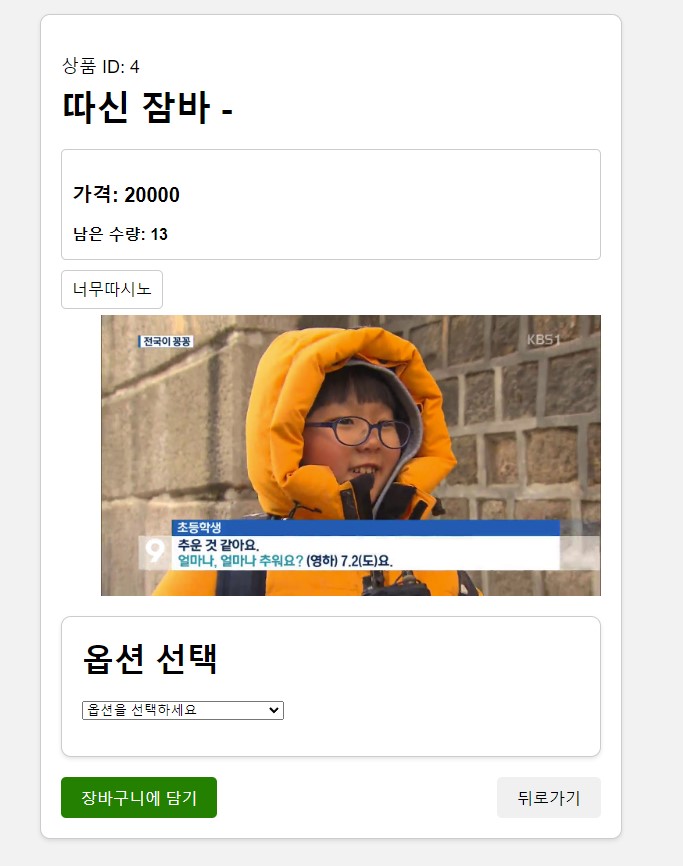 상품 ID: 4
따신 잠바 -
가격: 20000
남은 수량: 13
너무따시노
전국이 꽁꽁
KBS1
초등학생
9
추운 것 같아요.
얼마나, 얼마나 추워요? (영하) 7.2(도)요.
옵션 선택
옵션을 선택하세요
장바구니에 담기
뒤로가기